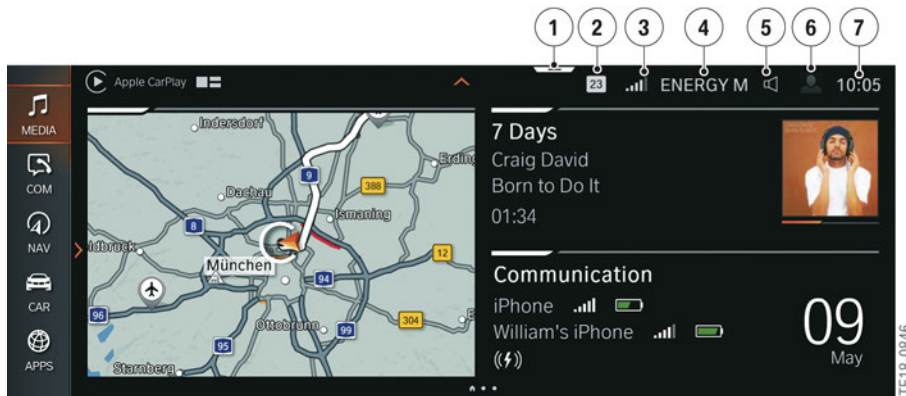 1 2 3 4 5 6 7
Apple CarPlay
23 ENERGY M 10:05
MEDIA
COM
NAV
CAR
APPS
Indersdorf
Erding
9
388
Dachau
Ismaning
8
12
München
94
96
304
Ottobrunn
99
95
Starnberg
7 Days
Craig David
Born to Do It
01:34
Communication
iPhone
William's iPhone
09
May
TE18-0846